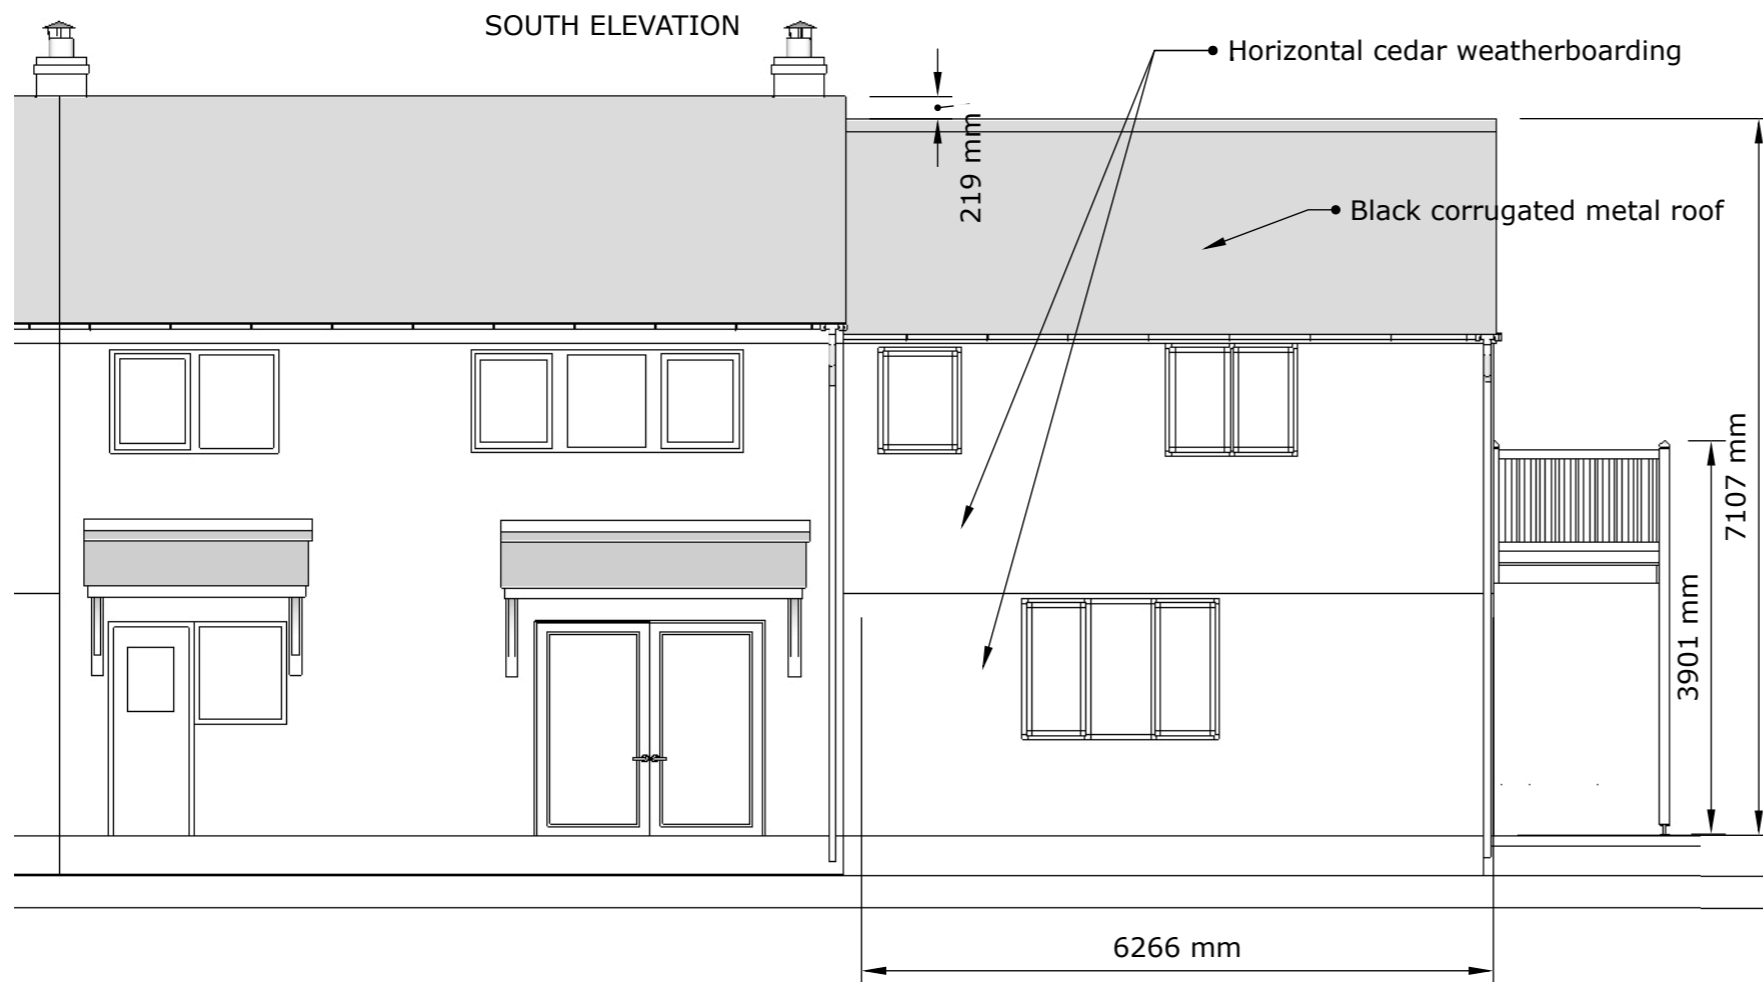 SOUTH ELEVATION
Horizontal cedar weatherboarding
219 mm
Black corrugated metal roof
7107 mm
3901 mm
6266 mm